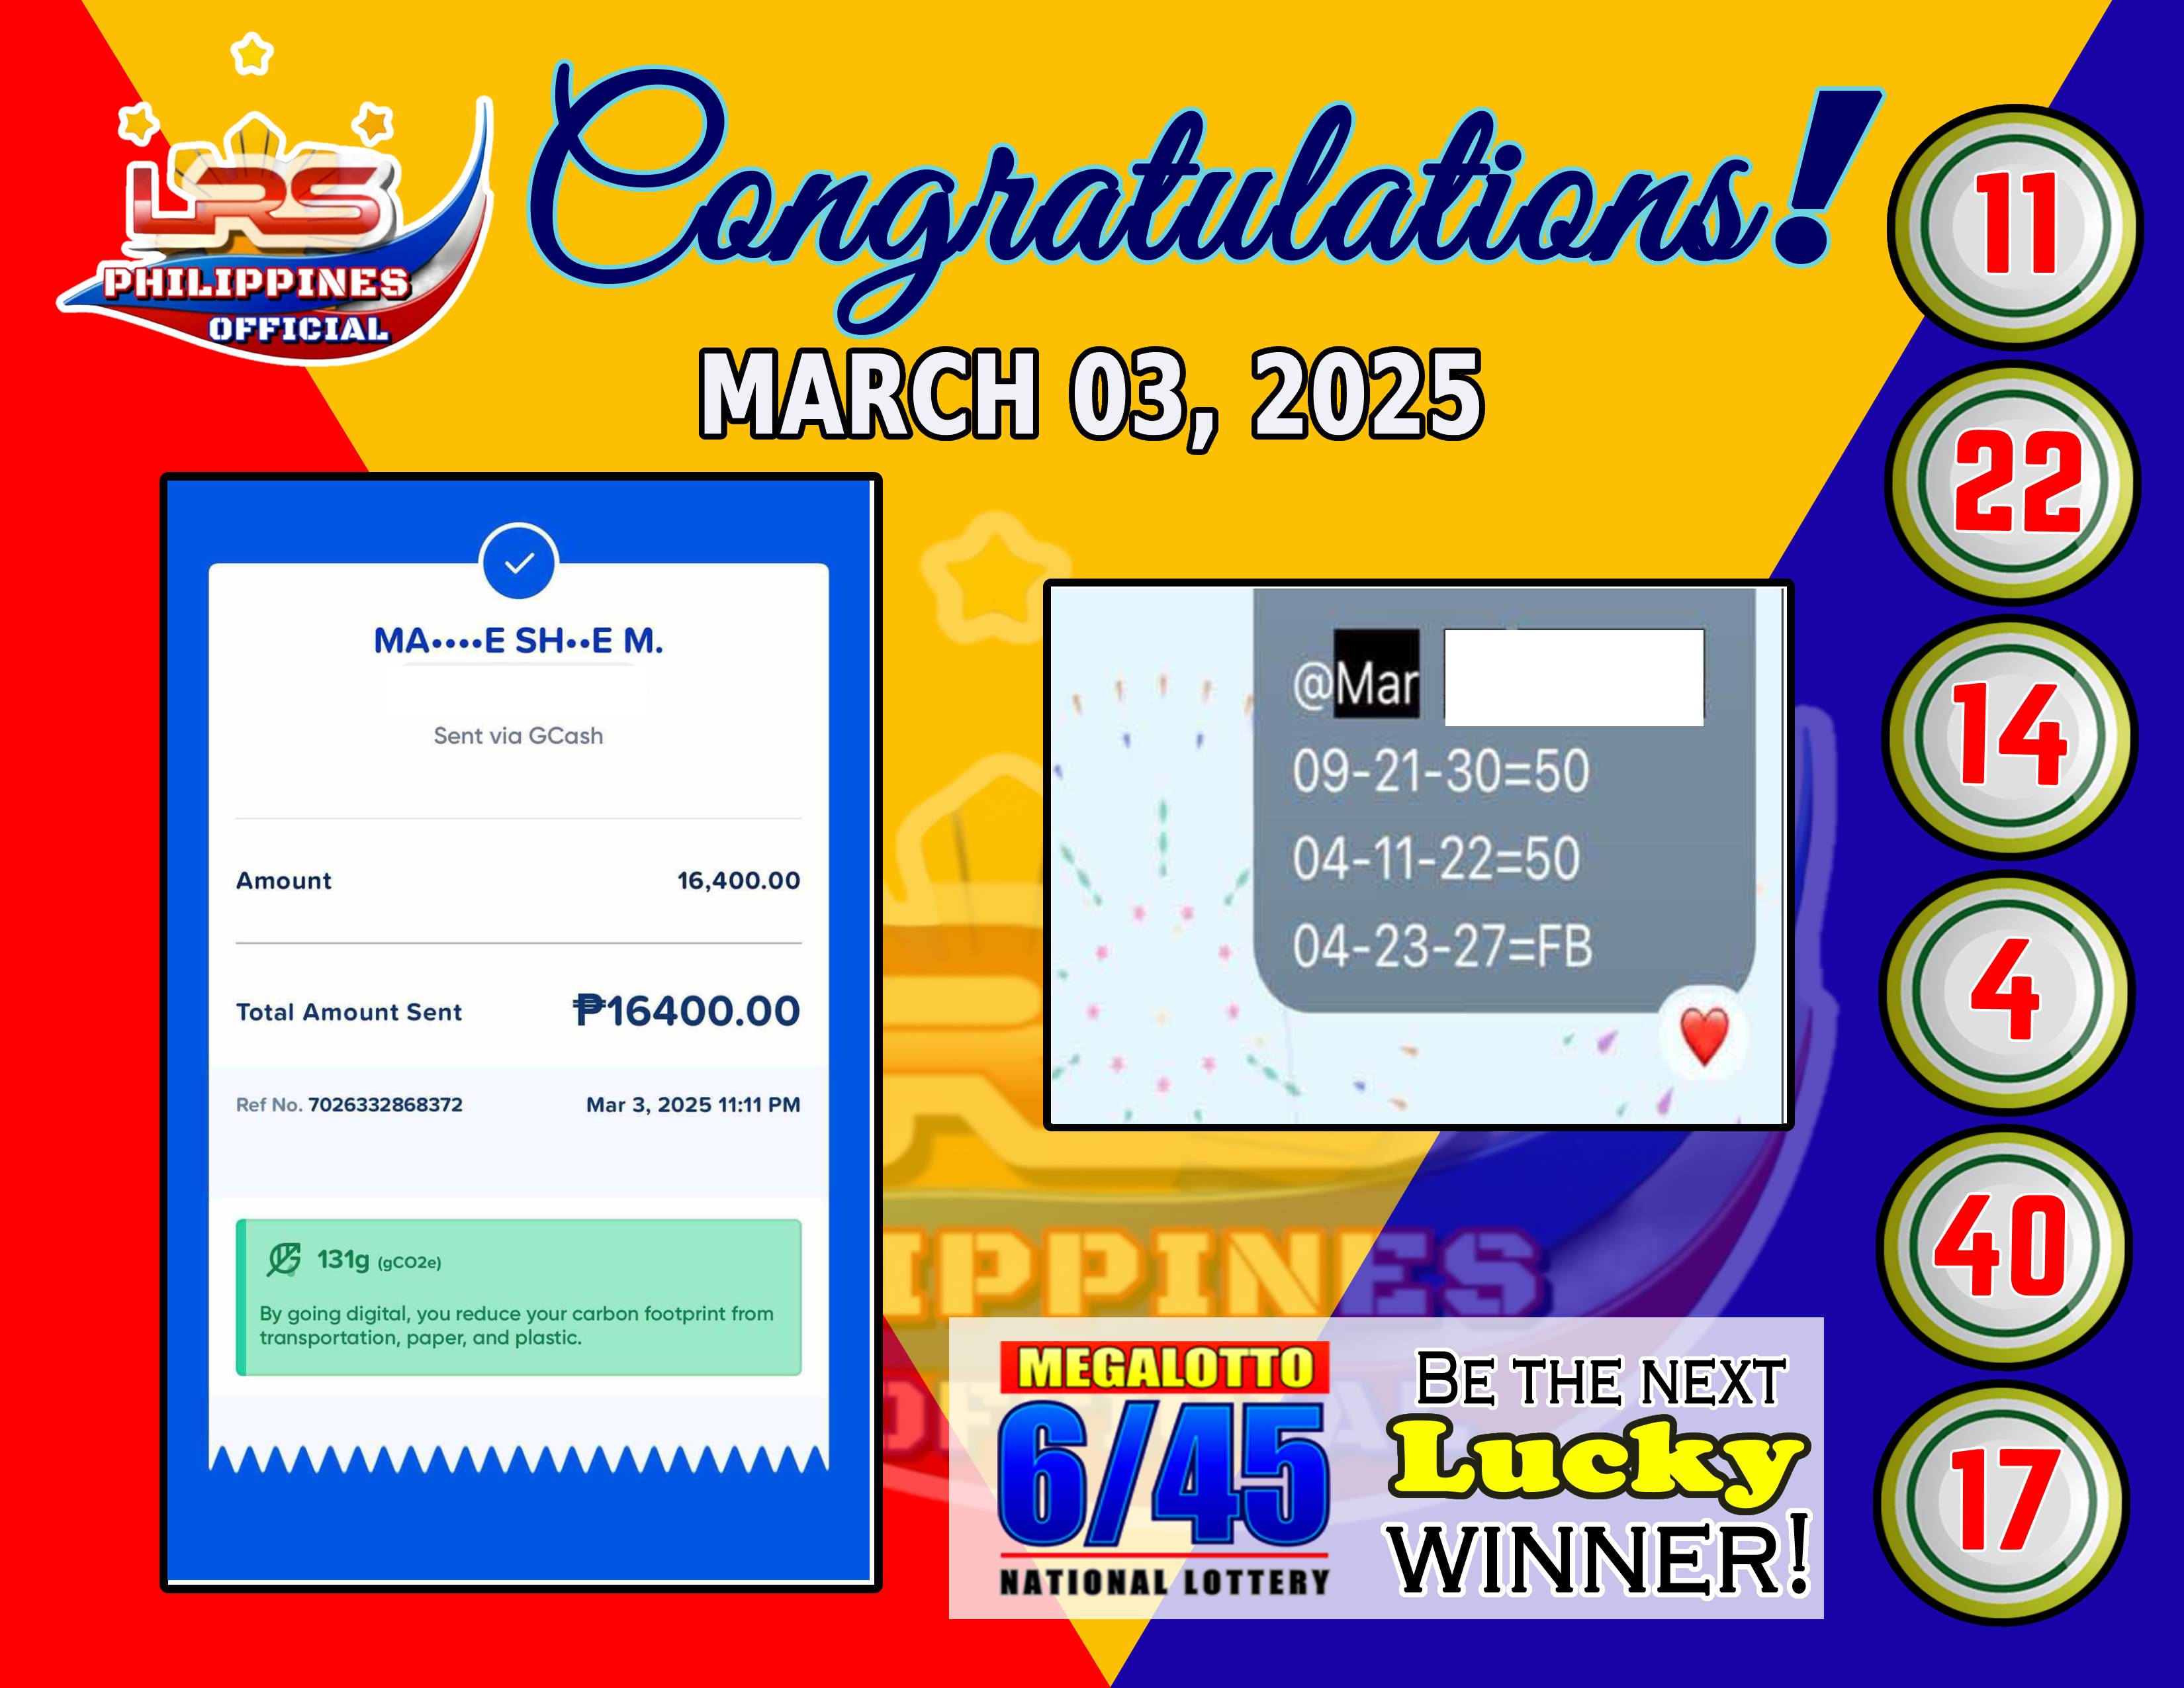 LRS
PHILIPPINES
OFFICIAL
Congratulations!
MARCH 03, 2025
MA••••E SH••E M.
Sent via GCash
Amount 16,400.00
Total Amount Sent ₱16400.00
Ref No. 7026332868372 Mar 3, 2025 11:11 PM
131g (gCO2e)
By going digital, you reduce your carbon footprint from
transportation, paper, and plastic.
@Mar
09-21-30=50
04-11-22=50
04-23-27=FB
MEGALOTTO
6/45
NATIONAL LOTTERY
BE THE NEXT
Lucky
WINNER!
11
22
14
4
40
17